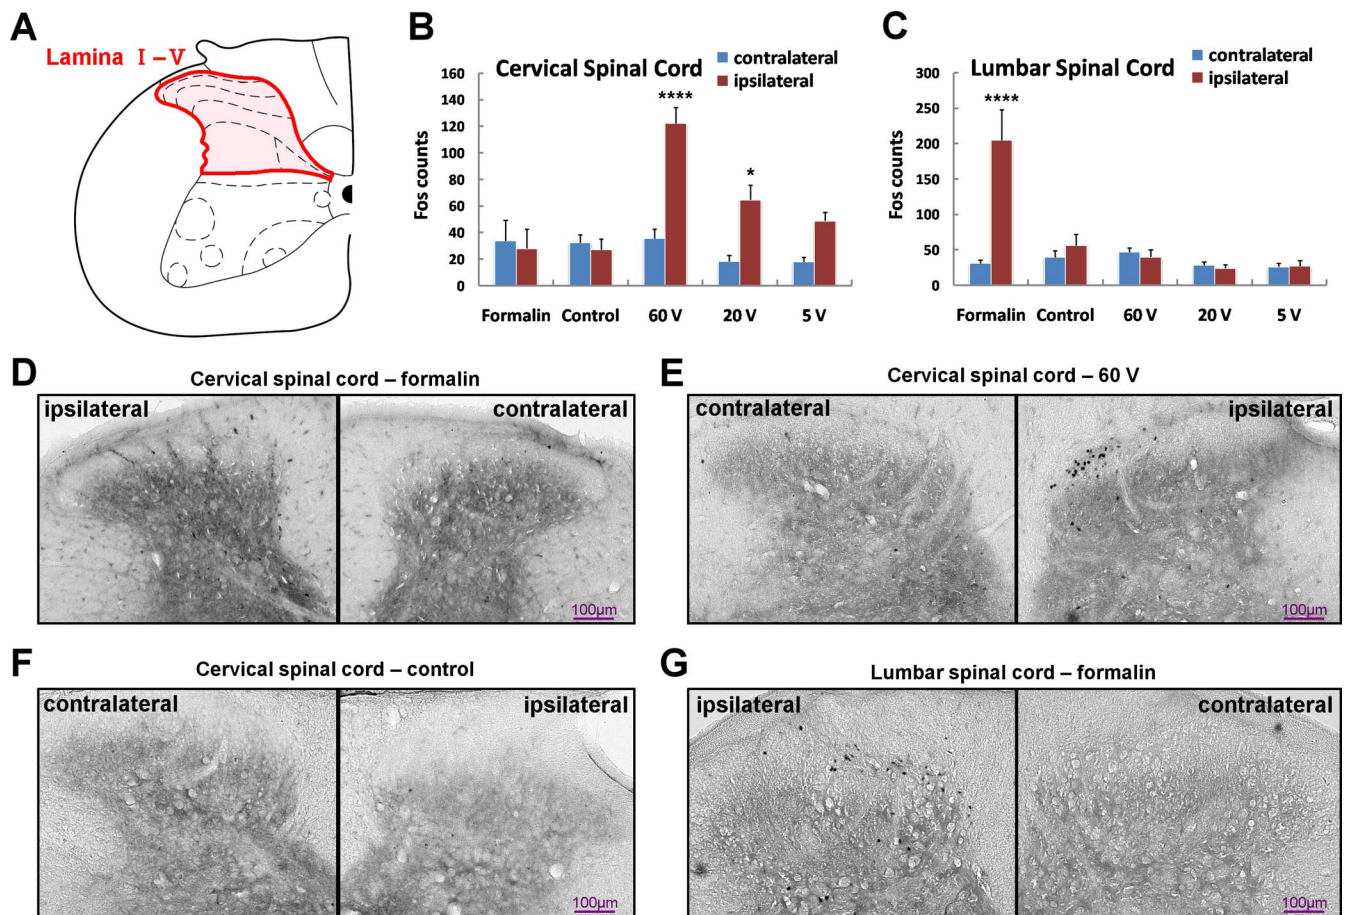 A
Lamina I – V
B
Cervical Spinal Cord
contralateral
ipsilateral
Fos counts
160
140
120
100
80
60
40
20
0
****
*
Formalin Control 60 V 20 V 5 V
C
Lumbar Spinal Cord
contralateral
ipsilateral
Fos counts
300
250
200
150
100
50
0
****
Formalin Control 60 V 20 V 5 V
D
Cervical spinal cord – formalin
ipsilateral
contralateral
100μm
E
Cervical spinal cord – 60 V
contralateral
ipsilateral
100μm
F
Cervical spinal cord – control
contralateral
ipsilateral
100μm
G
Lumbar spinal cord – formalin
ipsilateral
contralateral
100μm